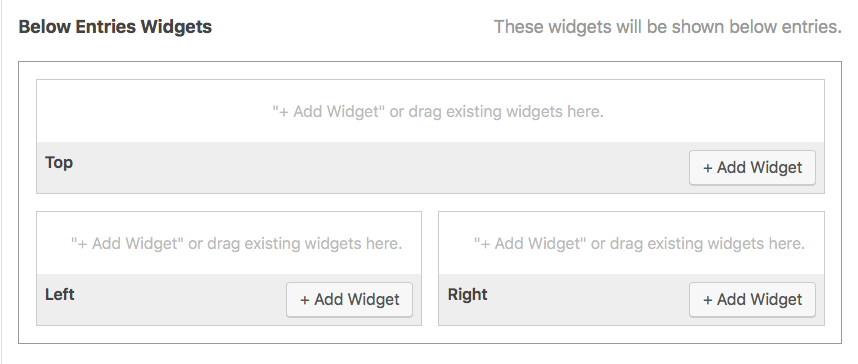 Below Entries Widgets These widgets will be shown below entries.
"+ Add Widget" or drag existing widgets here.
Top + Add Widget
"+ Add Widget" or drag existing widgets here.
Left + Add Widget
"+ Add Widget" or drag existing widgets here.
Right + Add Widget